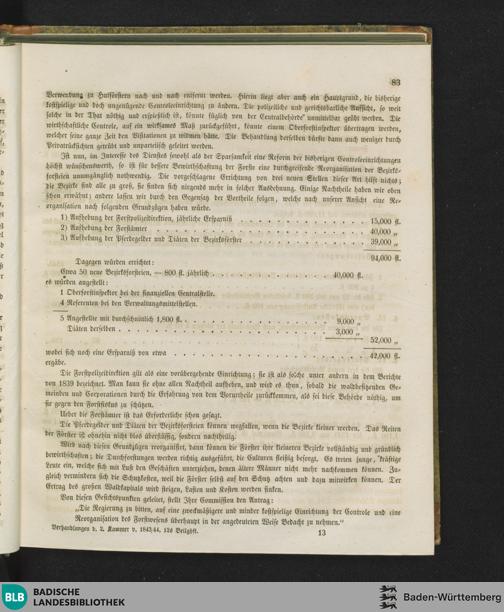 83
Verwendung zu Hutförstern nach und nach entfernt werden. Hierin liegt aber auch ein Hauptgrund, die bisherige
kostspielige und doch ungenügende Controleinrichtung zu ändern. Die polizeiliche und gerichtsbarliche Aufsicht, so weit
solche in der That nöthig und ersprießlich ist, könnte füglich von der Centralbehörde unmittelbar geübt werden. Die
wirthschaftliche Controle, auf ein wirksames Maß zurückgeführt, könnte einem Oberforstinspektor übertragen werden,
welcher seine ganze Zeit den Visitationen zu widmen hätte. Die Behandlung derselben dürfte dann auch weniger durch
Privatrücksichten getrübt und unparteiisch geleitet werden.
Ist nun, im Interesse des Dienstes sowohl als der Sparsamkeit eine Reform der bisherigen Controleinrichtungen
höchst wünschenswerth, so ist für bessere Bewirthschaftung der Forste eine durchgreifende Reorganisation der Bezirks-
forsteien unumgänglich nothwendig. Die vorgeschlagene Errichtung von drei neuen Stellen dieser Art hilft nichts;
die Bezirke sind alle zu groß, sie finden sich nirgends mehr in solcher Ausdehnung. Einige Nachtheile haben wir oben
schon erwähnt; andere lassen wir durch den Gegensatz der Vortheile folgen, welche nach unserer Ansicht eine Re-
organisation nach folgenden Grundzügen haben würde.
1) Aufhebung der Forstpolizeidirektion, jährliche Ersparniß . . . 15,000 fl.
2) Aufhebung der Forstämter . . . 40,000 „
3) Aufhebung der Pferdegelder und Diäten der Bezirksförster . . . 39,000 „
94,000 fl.
Dagegen würden errichtet:
Etwa 50 neue Bezirksforsteien, — 800 fl. jährlich . . . 40,000 fl.
es würden angestellt:
1 Oberforstinspektor bei der finanziellen Centralstelle.
4 Referenten bei den Verwaltungsmittelstellen.
5 Angestellte mit durchschnittlich 1,800 fl. . . . 9,000 „
Diäten derselben . . . 3,000 „
52,000 „
wobei sich noch eine Ersparniß von etwa . . . 42,000 fl.
ergäbe.
Die Forstpolizeidirektion gilt als eine vorübergehende Einrichtung; sie ist als solche unter andern in dem Berichte
von 1839 bezeichnet. Man kann sie ohne allen Nachtheil aufheben, und wird es thun, sobald die waldbesitzenden Ge-
meinden und Corporationen durch die Erfahrung von dem Vorurtheile zurückkommen, als sei diese Behörde nöthig, um
sie gegen den Forstfiskus zu schützen.
Ueber die Forstämter ist das Erforderliche schon gesagt.
Die Pferdegelder und Diäten der Bezirksforsteien können wegfallen, wenn die Bezirke kleiner werden. Das Reiten
der Förster ist ohnehin nicht blos überflüssig, sondern nachtheilig.
Wird nach diesen Grundzügen reorganisirt, dann können die Förster ihre kleineren Bezirke vollständig und gründlich
bewirthschaften; die Durchforstungen werden richtig ausgeführt, die Culturen fleißig besorgt. Es treten junge, kräftige
Leute ein, welche sich mit Lust den Geschäften unterziehen, denen ältere Männer nicht mehr nachkommen können. Zu-
gleich vermindern sich die Schutzkosten, weil die Förster selbst auf den Schutz achten und dazu mitwirken können. Der
Ertrag des großen Waldkapitals wird steigen, Lasten und Kosten werden sinken.
Von diesen Gesichtspunkten geleitet, stellt Ihre Commission den Antrag:
„Die Regierung zu bitten, auf eine zweckmäßigere und minder kostspielige Einrichtung der Controle und eine
Reorganisation des Forstwesens überhaupt in der angedeuteten Weise Bedacht zu nehmen.“
Verhandlungen d. 2. Kammer v. 1843/44, 12s Beilghft. 13
BLB BADISCHE
LANDESBIBLIOTHEK
Baden-Württemberg